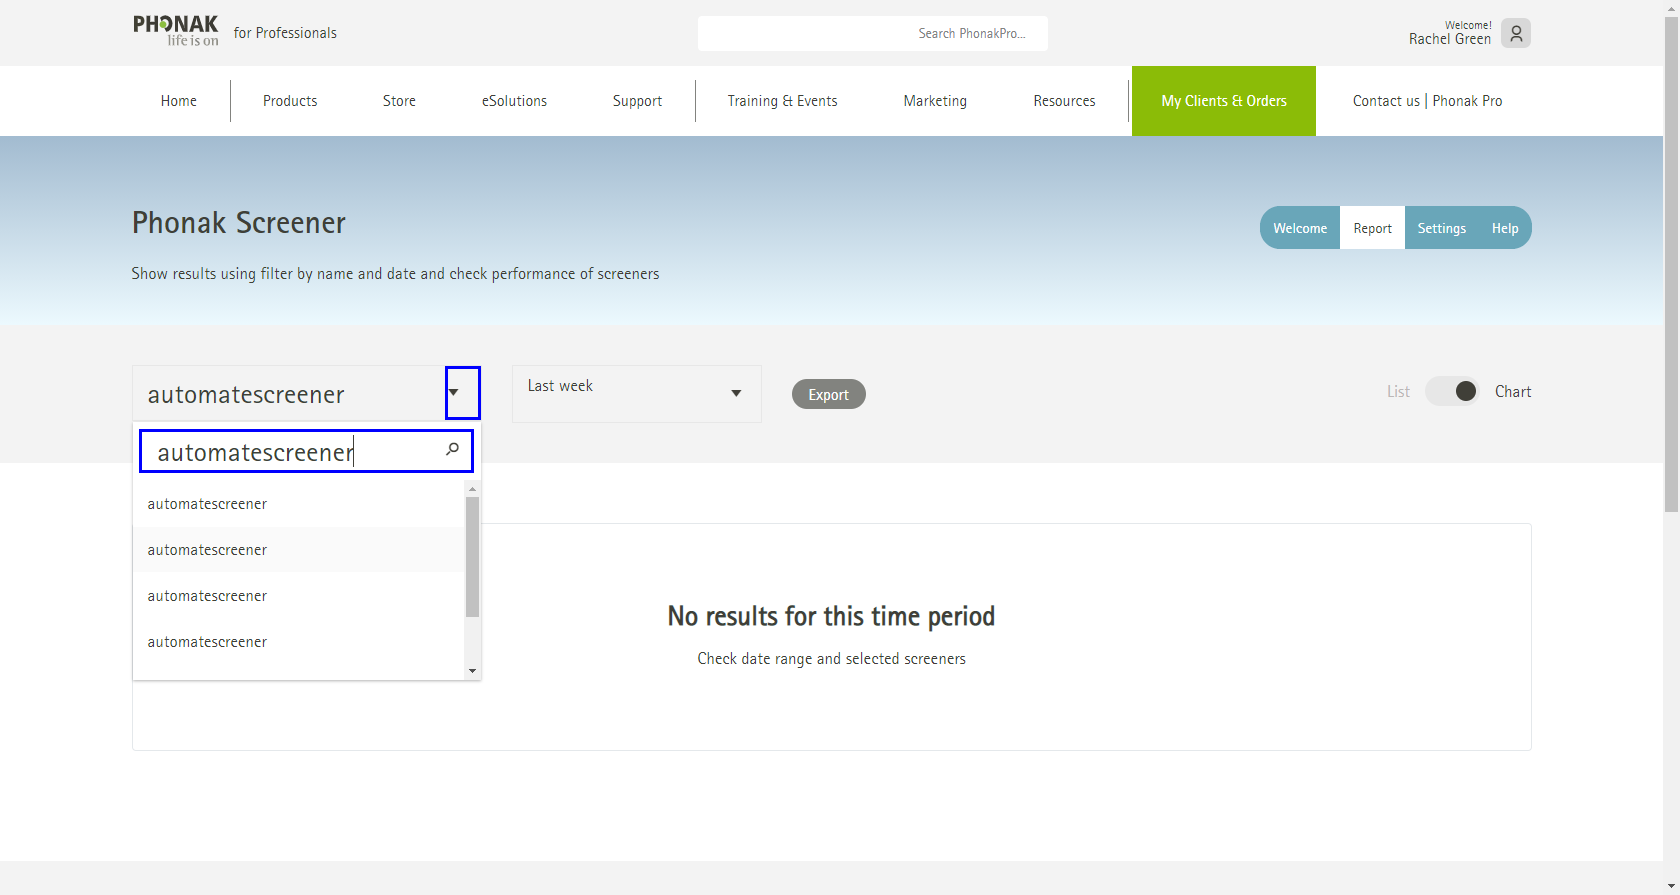 PHONAK
life is on
for Professionals
Search PhonakPro...
Welcome!
Rachel Green
Home
Products
Store
eSolutions
Support
Training & Events
Marketing
Resources
My Clients & Orders
Contact us | Phonak Pro
Phonak Screener
Welcome
Report
Settings
Help
Show results using filter by name and date and check performance of screeners
automatescreener
Last week
Export
List
Chart
automatescreener
automatescreener
automatescreener
automatescreener
automatescreener
No results for this time period
Check date range and selected screeners